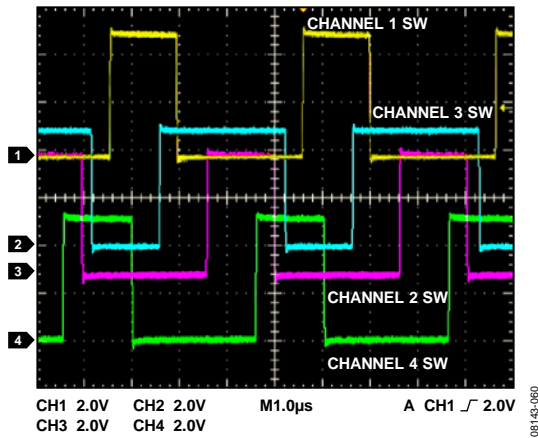 CHANNEL 1 SW
CHANNEL 3 SW
1
2
3
CHANNEL 2 SW
4
CHANNEL 4 SW
CH1 2.0V CH2 2.0V M1.0µs A CH1 2.0V
CH3 2.0V CH4 2.0V
08143-060